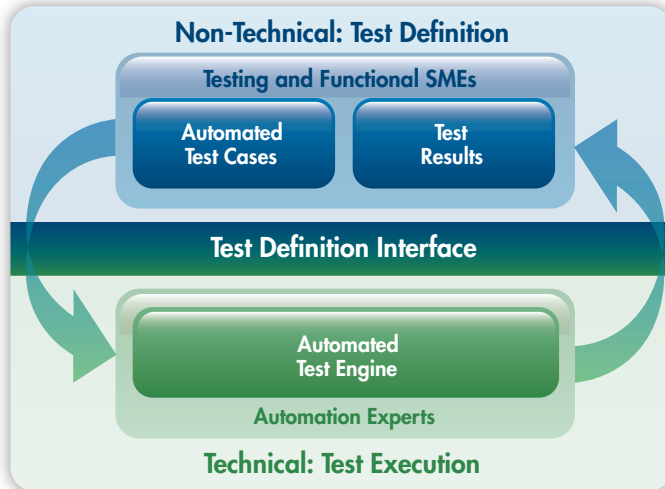 Non-Technical: Test Definition
Testing and Functional SMEs
Automated
Test Cases
Test
Results
Test Definition Interface
Automated
Test Engine
Automation Experts
Technical: Test Execution